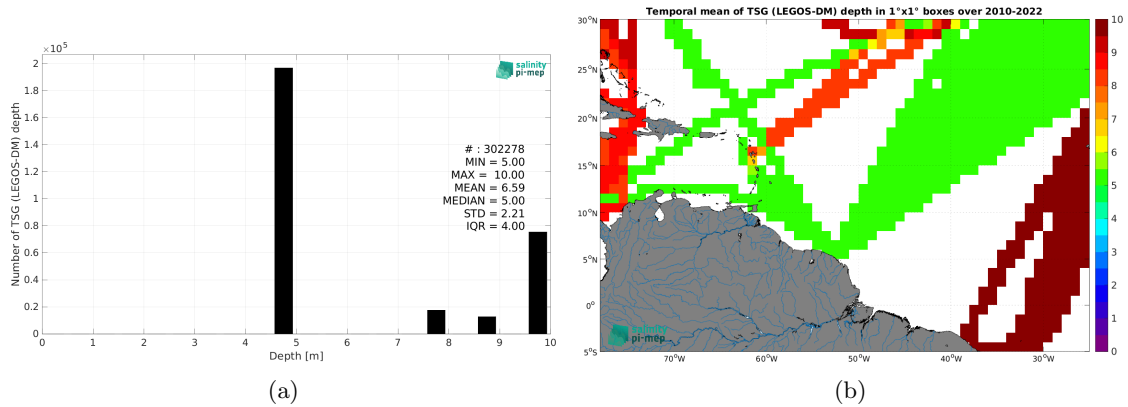 ×10⁵
2
1.8
1.6
1.4
1.2
1
0.8
0.6
0.4
0.2
0
Number of TSG (LEGOS-DM) depth
0 1 2 3 4 5 6 7 8 9 10
Depth [m]
salinity
pi-mep
# : 302278
MIN = 5.00
MAX = 10.00
MEAN = 6.59
MEDIAN = 5.00
STD = 2.21
IQR = 4.00
(a)
Temporal mean of TSG (LEGOS-DM) depth in 1°x1° boxes over 2010-2022
30°N
25°N
20°N
15°N
10°N
5°N
0°
5°S
70°W 60°W 50°W 40°W 30°W
salinity
pi-mep
10
9
8
7
6
5
4
3
2
1
0
(b)